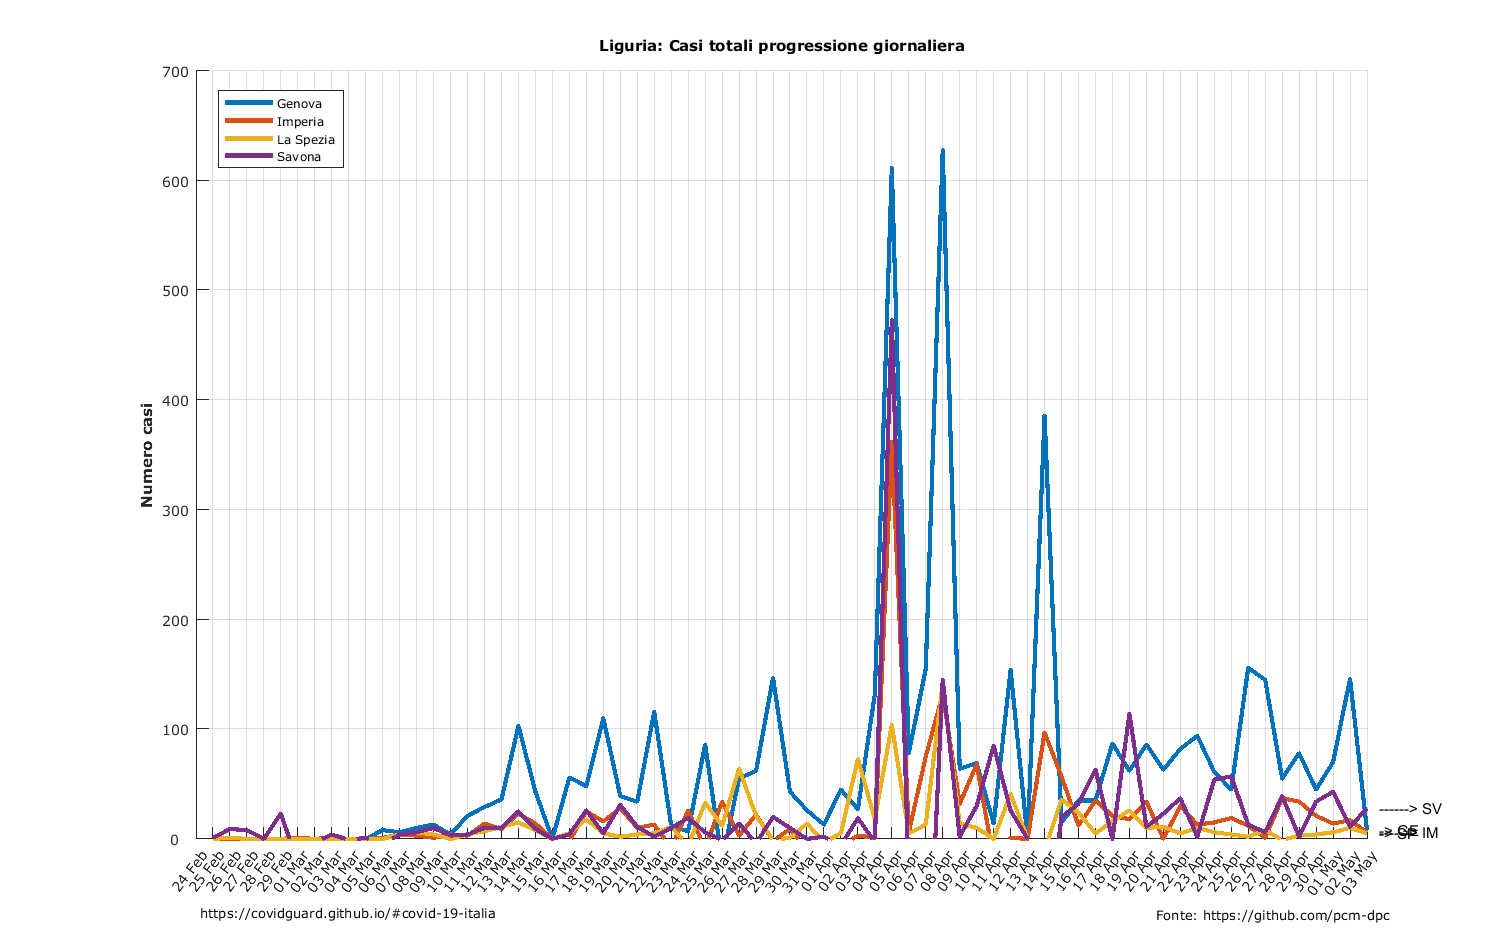 Liguria: Casi totali progressione giornaliera
Numero casi
700
600
500
400
300
200
100
0
Genova
Imperia
La Spezia
Savona
------> SV
IM
24 Feb
25 Feb
26 Feb
27 Feb
28 Feb
29 Feb
01 Mar
02 Mar
03 Mar
04 Mar
05 Mar
06 Mar
07 Mar
08 Mar
09 Mar
10 Mar
11 Mar
12 Mar
13 Mar
14 Mar
15 Mar
16 Mar
17 Mar
18 Mar
19 Mar
20 Mar
21 Mar
22 Mar
23 Mar
24 Mar
25 Mar
26 Mar
27 Mar
28 Mar
29 Mar
30 Mar
31 Mar
01 Apr
02 Apr
03 Apr
04 Apr
05 Apr
06 Apr
07 Apr
08 Apr
09 Apr
10 Apr
11 Apr
12 Apr
13 Apr
14 Apr
15 Apr
16 Apr
17 Apr
18 Apr
19 Apr
20 Apr
21 Apr
22 Apr
23 Apr
24 Apr
25 Apr
26 Apr
27 Apr
28 Apr
29 Apr
30 Apr
01 May
02 May
03 May
https://covidguard.github.io/#covid-19-italia
Fonte: https://github.com/pcm-dpc